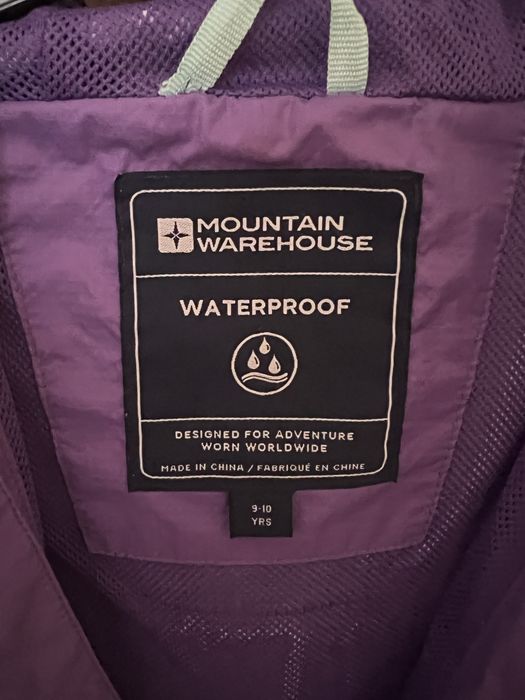 MOUNTAIN
WAREHOUSE
WATERPROOF
DESIGNED FOR ADVENTURE
WORN WORLDWIDE
MADE IN CHINA / FABRIQUÉ EN CHINE
9-10
YRS